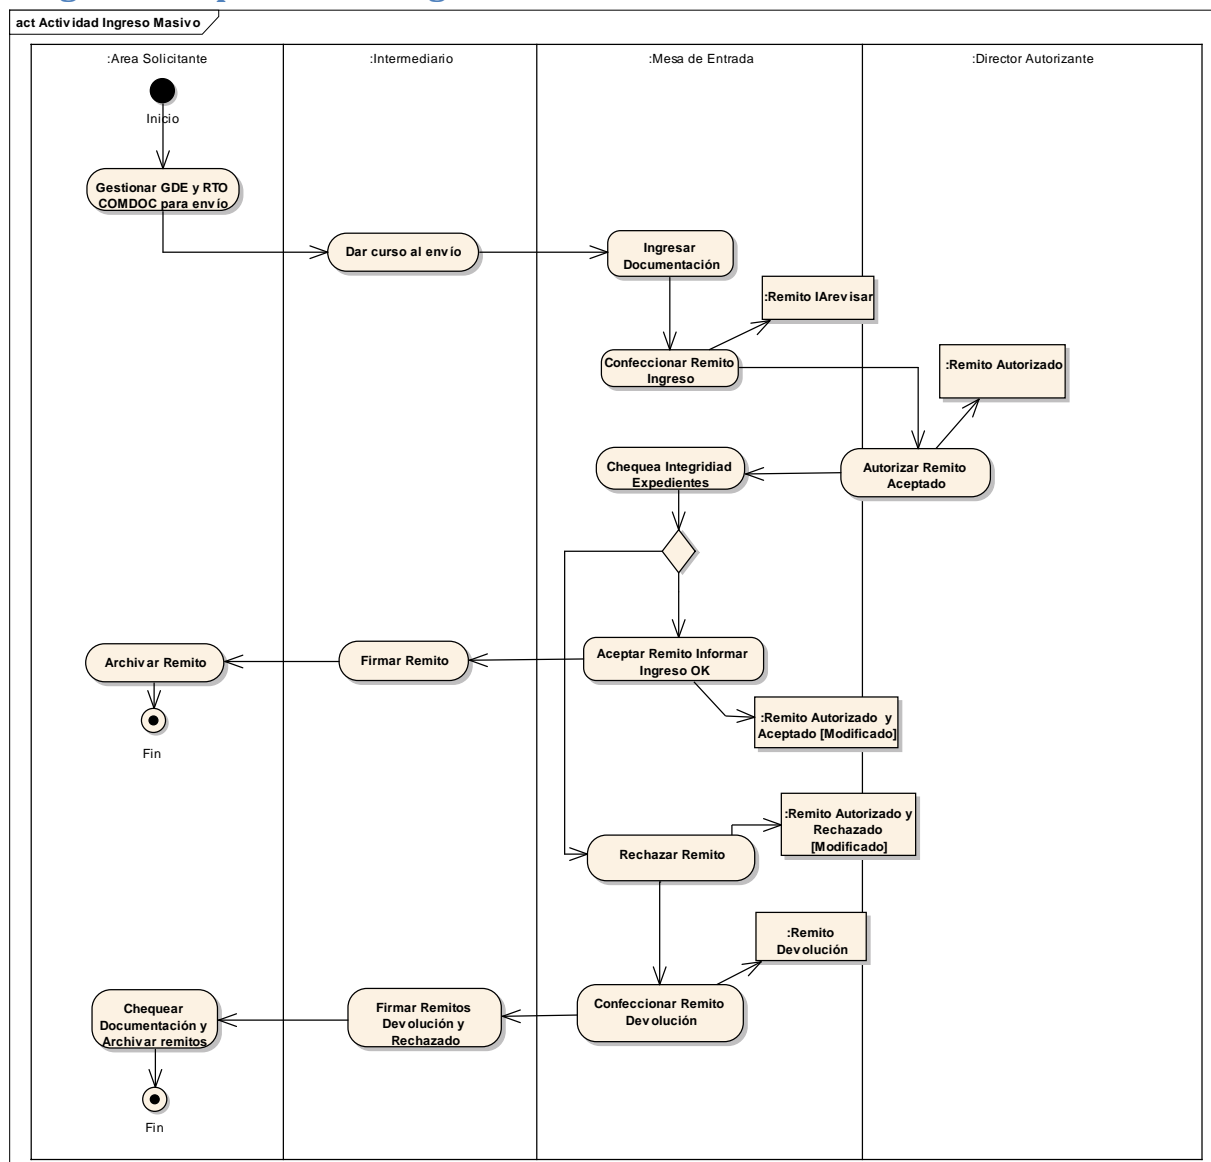 act Actividad Ingreso Masivo
:Area Solicitante
:Intermediario
:Mesa de Entrada
:Director Autorizante
Inicio
Gestionar GDE y RTO
COMDOC para envío
Dar curso al envío
Ingresar
Documentación
:Remito IArevisar
Confeccionar Remito
Ingreso
:Remito Autorizado
Autorizar Remito
Aceptado
Chequea Integridiad
Expedientes
Aceptar Remito Informar
Ingreso OK
Firmar Remito
Archivar Remito
Fin
:Remito Autorizado y
Aceptado [Modificado]
:Remito Autorizado y
Rechazado
[Modificado]
Rechazar Remito
:Remito
Devolución
Confeccionar Remito
Devolución
Firmar Remitos
Devolución y
Rechazado
Chequear
Documentación y
Archivar remitos
Fin